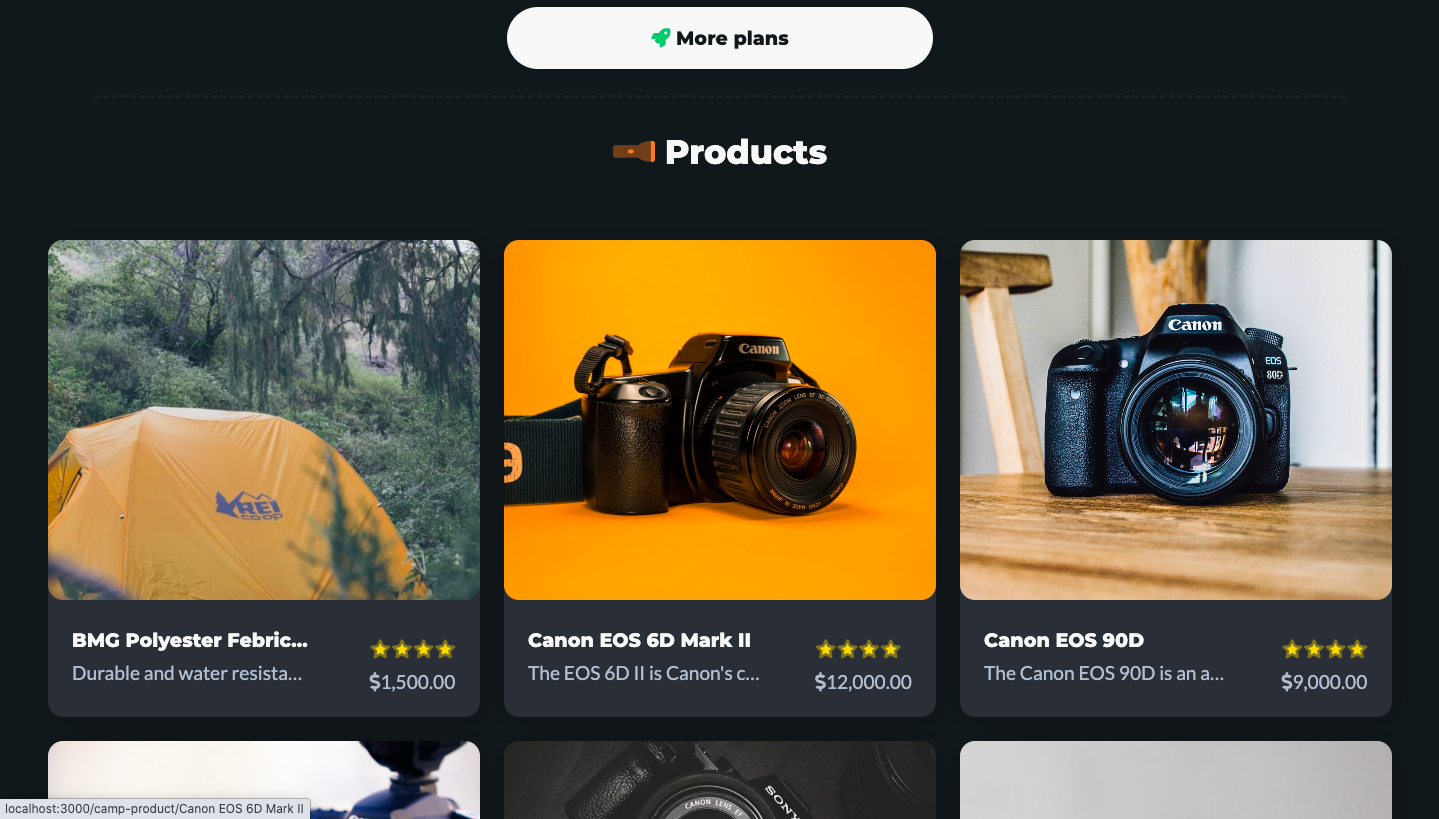 More plans
Products
REI
co-op
Canon
Canon
EOS
80D
BMG Polyester Febric...
Durable and water resista...
$1,500.00
Canon EOS 6D Mark II
The EOS 6D II is Canon's c...
$12,000.00
Canon EOS 90D
The Canon EOS 90D is an a...
$9,000.00
SONY
CANON LENS EF
localhost:3000/camp-product/Canon EOS 6D Mark II